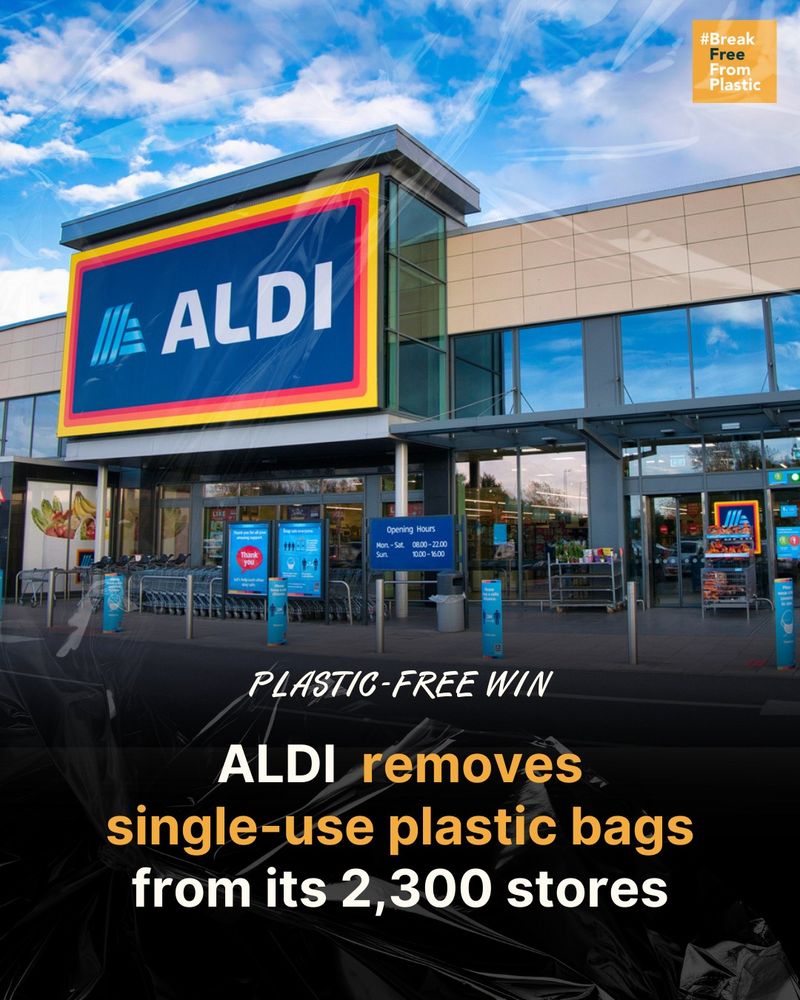 #Break
Free
From
Plastic
ALDI
Opening Hours
Mon. - Sat. 08.00 - 22.00
Sun. 10.00 - 16.00
Thank you
PLASTIC-FREE WIN
ALDI removes
single-use plastic bags
from its 2,300 stores